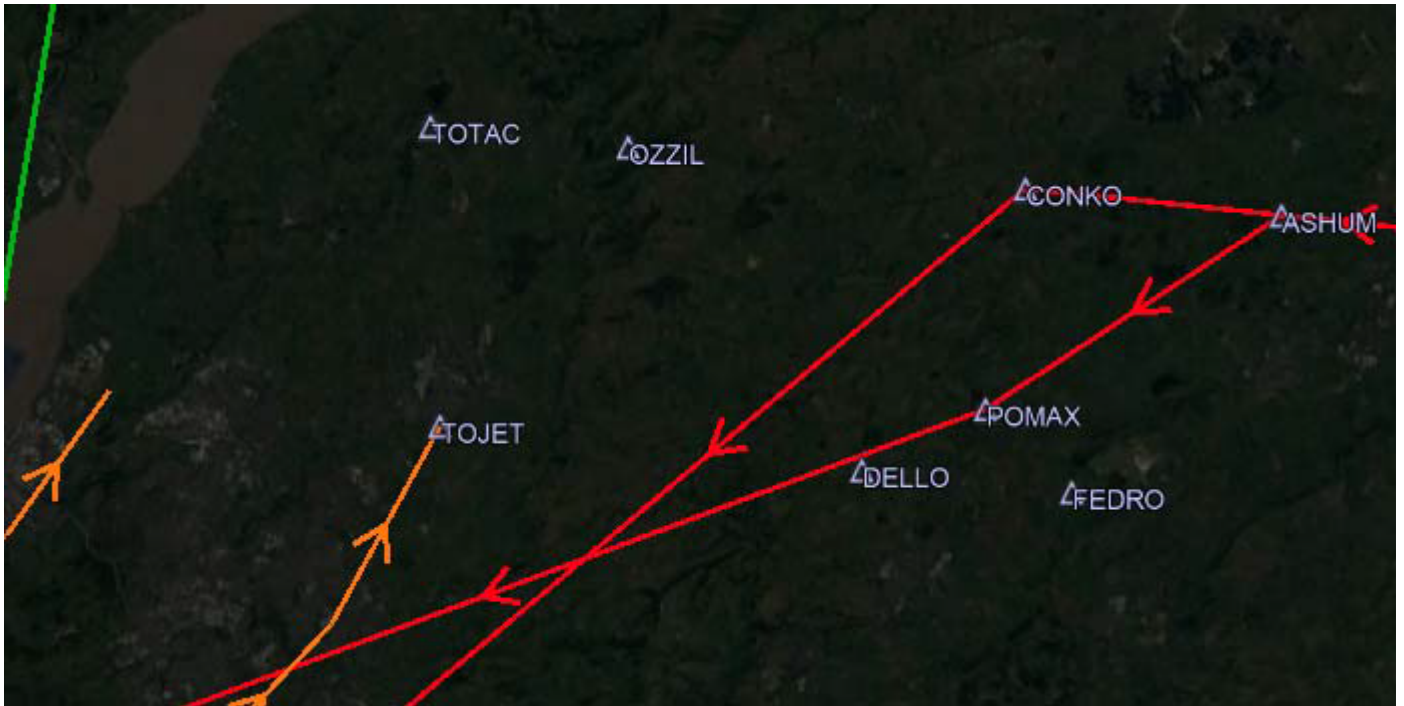 TOTAC
OZZIL
CONKO
ASHUM
POMAX
TOJET
DELLO
FEDRO